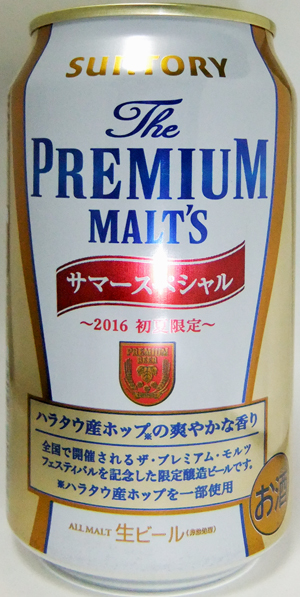 SUNTORY
The
PREMIUM
MALT'S
サマースペシャル
～2016 初夏限定～
PREMIUM
BEER
ハラタウ産ホップ※の爽やかな香り
全国で開催されるザ・プレミアム・モルツ
フェスティバルを記念した限定醸造ビールです。
※ハラタウ産ホップを一部使用
お酒
ALL MALT 生ビール (非熱処理)